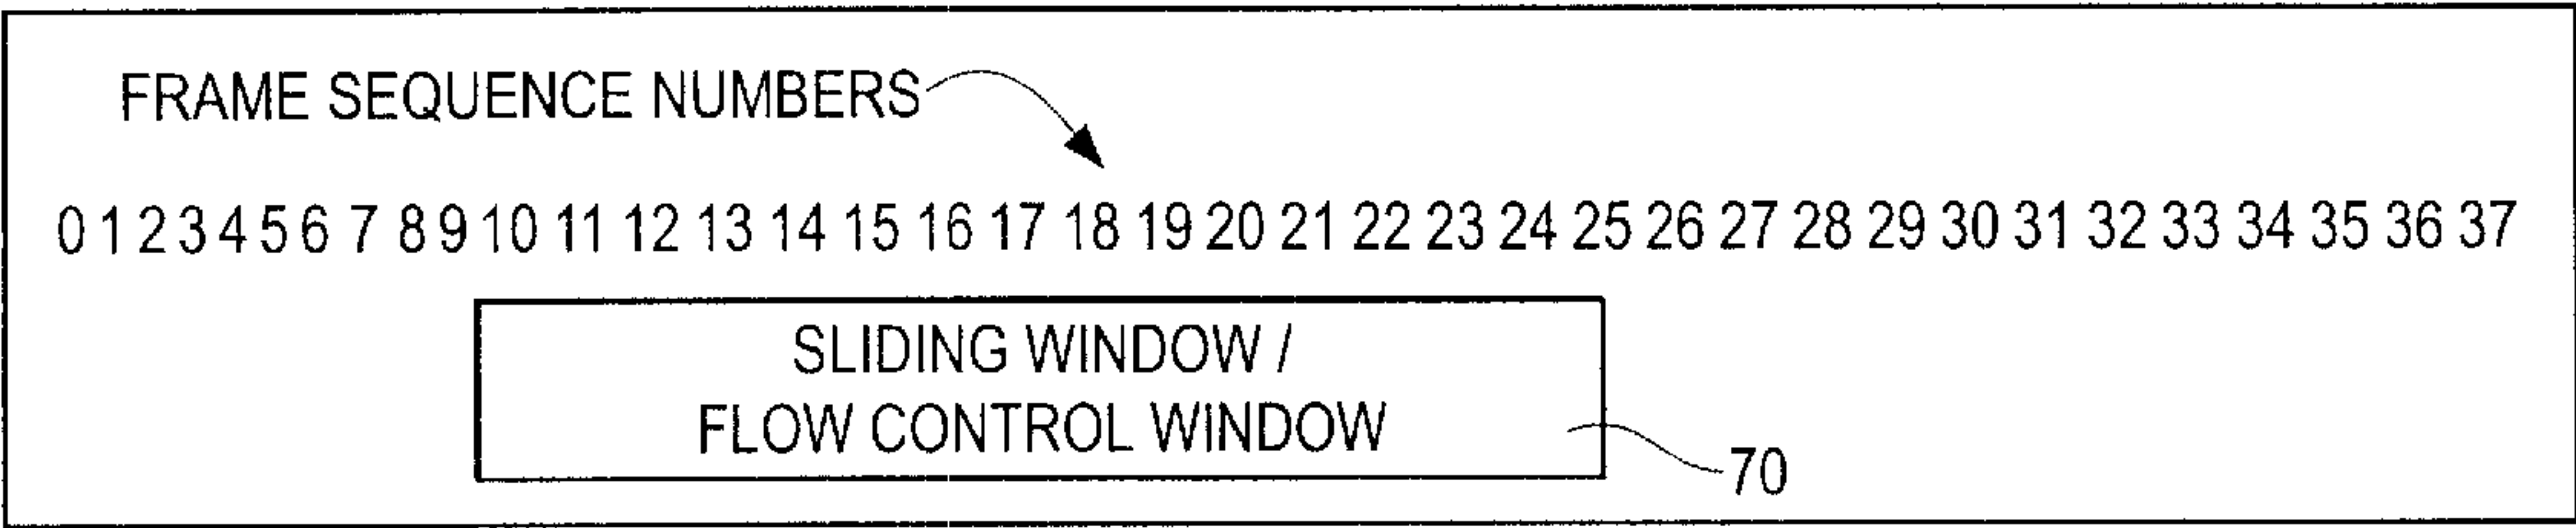 FRAME SEQUENCE NUMBERS
0 1 2 3 4 5 6 7 8 9 10 11 12 13 14 15 16 17 18 19 20 21 22 23 24 25 26 27 28 29 30 31 32 33 34 35 36 37
SLIDING WINDOW /
FLOW CONTROL WINDOW
70